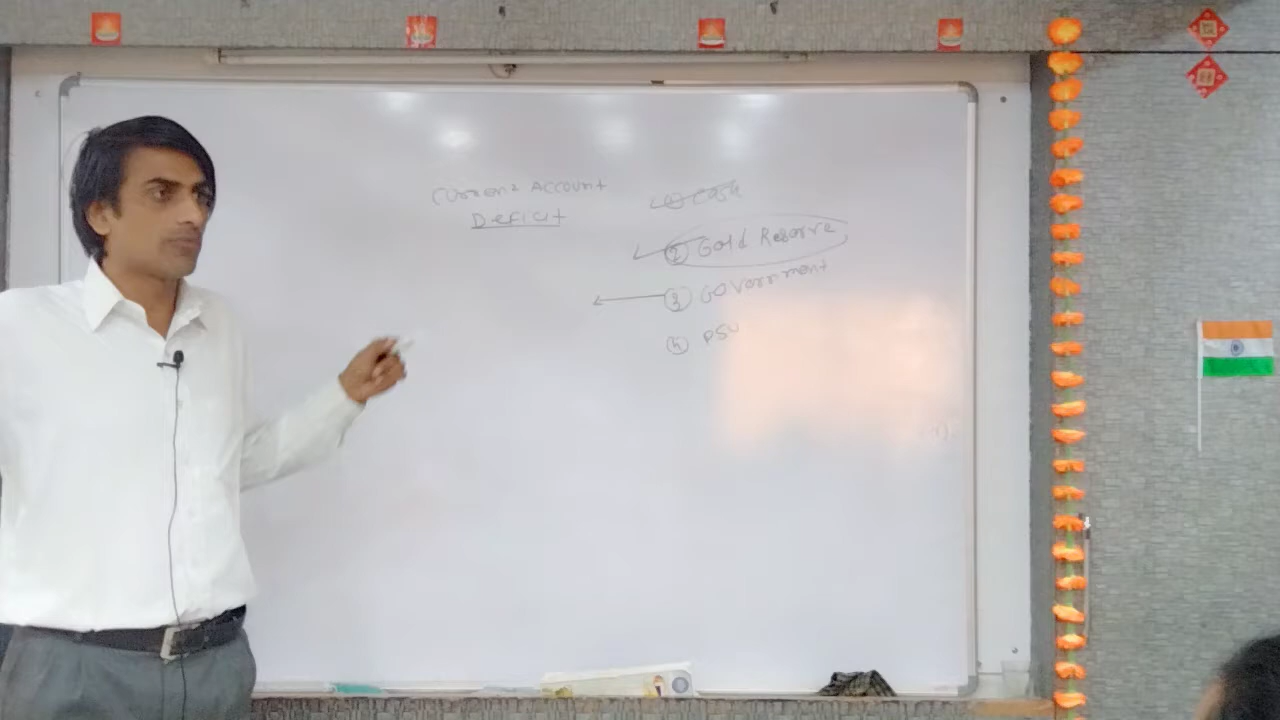 Current Account
Deficit
① Cash
② Gold Reserve
③ Government
④ PSU